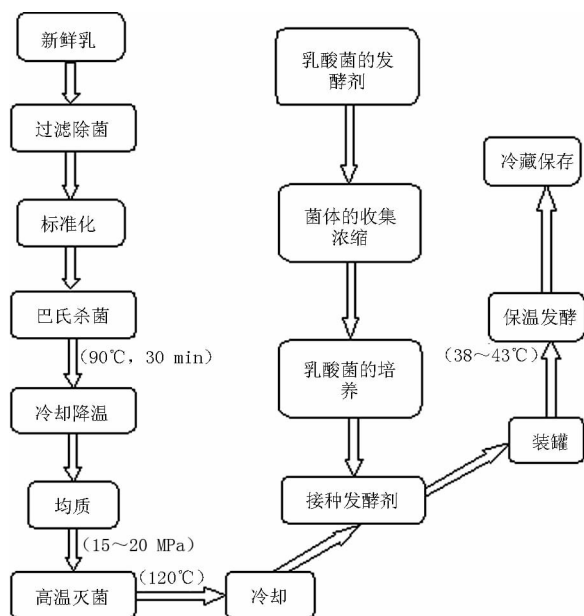 新鲜乳
过滤除菌
标准化
巴氏杀菌
(90℃，30 min)
冷却降温
均质
(15～20 MPa)
高温灭菌
(120℃)
冷却
乳酸菌的发
酵剂
菌体的收集
浓缩
乳酸菌的培
养
接种发酵剂
装罐
(38～43℃)
保温发酵
冷藏保存